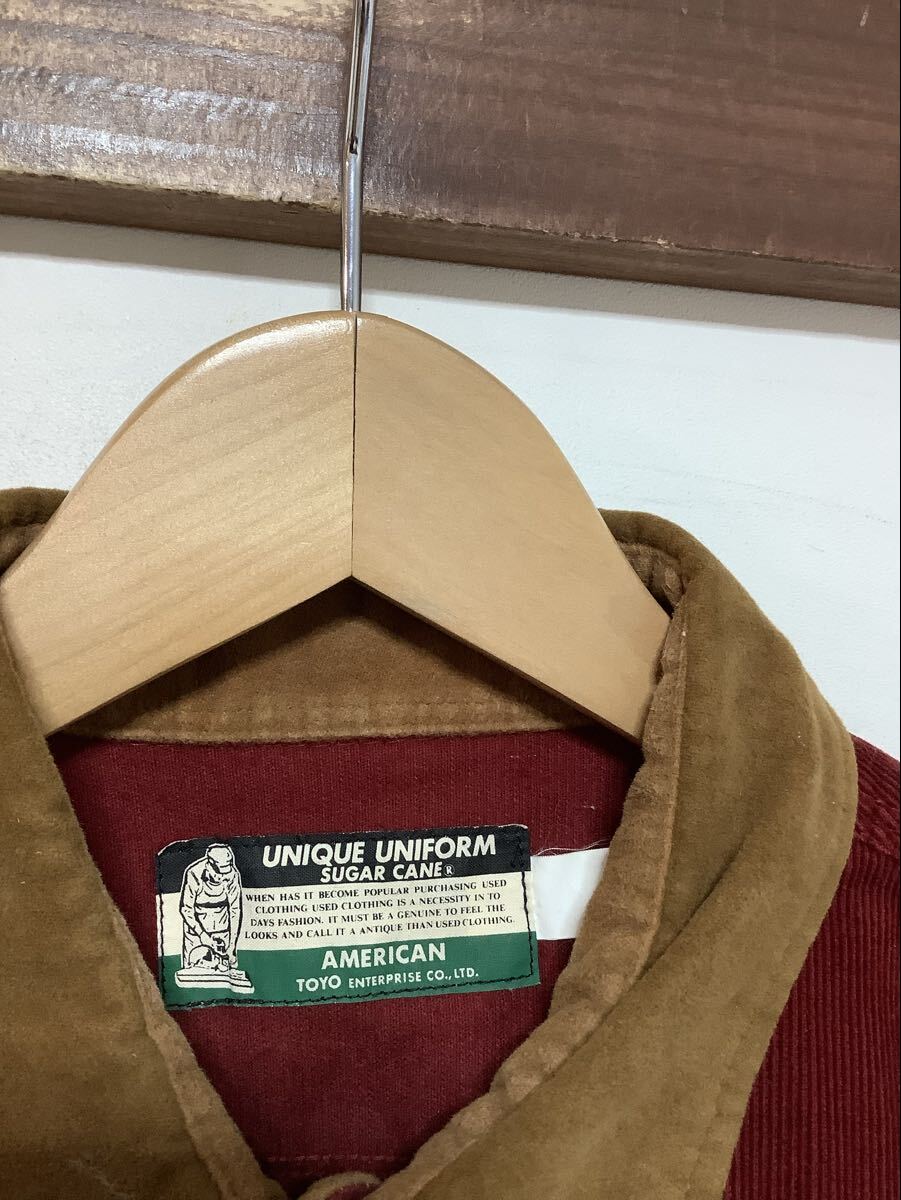 UNIQUE UNIFORM
SUGAR CANE®
WHEN HAS IT BECOME POPULAR PURCHASING USED
CLOTHING USED CLOTHING IS A NECESSITY IN TO
DAYS FASHION. IT MUST BE A GENUINE TO FEEL THE
LOOKS AND CALL IT A ANTIQUE THAN USED CLOTHING.
AMERICAN
TOYO ENTERPRISE CO., LTD.